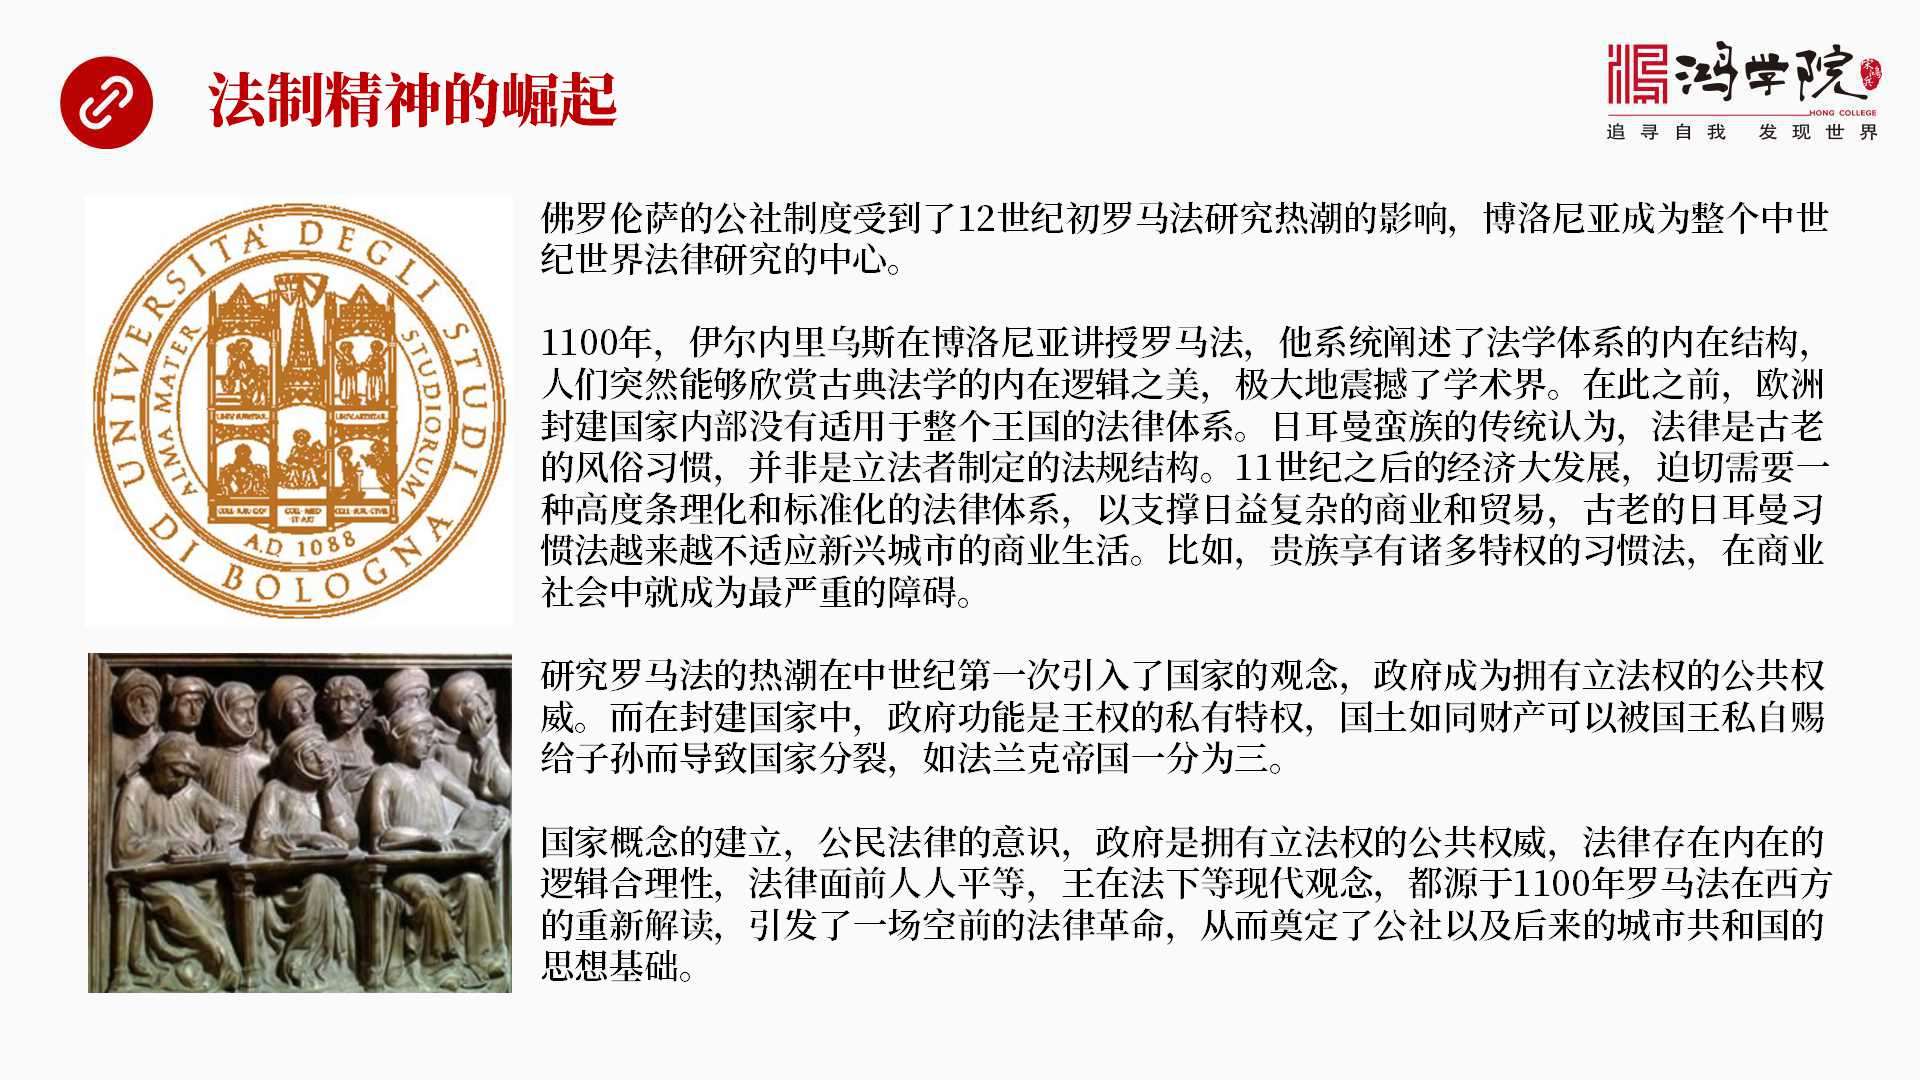 法制精神的崛起
鸿学院
宋鸿兵
HONG COLLEGE
追寻自我 发现世界
UNIVERSITA' DEGLI STUDI DI BOLOGNA
ALMA MATER STUDIORUM
A.D. 1088
佛罗伦萨的公社制度受到了12世纪初罗马法研究热潮的影响，博洛尼亚成为整个中世
纪世界法律研究的中心。
1100年，伊尔内里乌斯在博洛尼亚讲授罗马法，他系统阐述了法学体系的内在结构，
人们突然能够欣赏古典法学的内在逻辑之美，极大地震撼了学术界。在此之前，欧洲
封建国家内部没有适用于整个王国的法律体系。日耳曼蛮族的传统认为，法律是古老
的风俗习惯，并非是立法者制定的法规结构。11世纪之后的经济大发展，迫切需要一
种高度条理化和标准化的法律体系，以支撑日益复杂的商业和贸易，古老的日耳曼习
惯法越来越不适应新兴城市的商业生活。比如，贵族享有诸多特权的习惯法，在商业
社会中就成为最严重的障碍。
研究罗马法的热潮在中世纪第一次引入了国家的观念，政府成为拥有立法权的公共权
威。而在封建国家中，政府功能是王权的私有特权，国土如同财产可以被国王私自赐
给子孙而导致国家分裂，如法兰克帝国一分为三。
国家概念的建立，公民法律的意识，政府是拥有立法权的公共权威，法律存在内在的
逻辑合理性，法律面前人人平等，王在法下等现代观念，都源于1100年罗马法在西方
的重新解读，引发了一场空前的法律革命，从而奠定了公社以及后来的城市共和国的
思想基础。